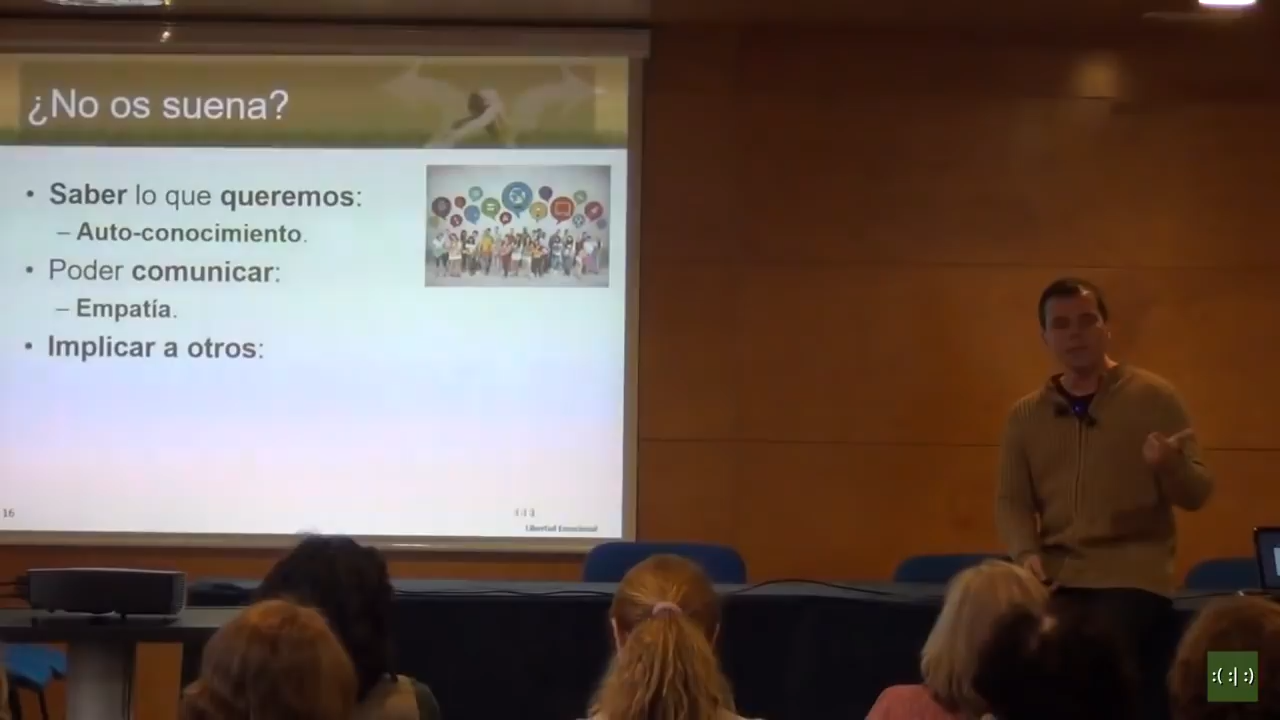 ¿No os suena?
• Saber lo que queremos:
– Auto-conocimiento.
• Poder comunicar:
– Empatía.
• Implicar a otros:
16
Libertad Emocional
:( :| :)